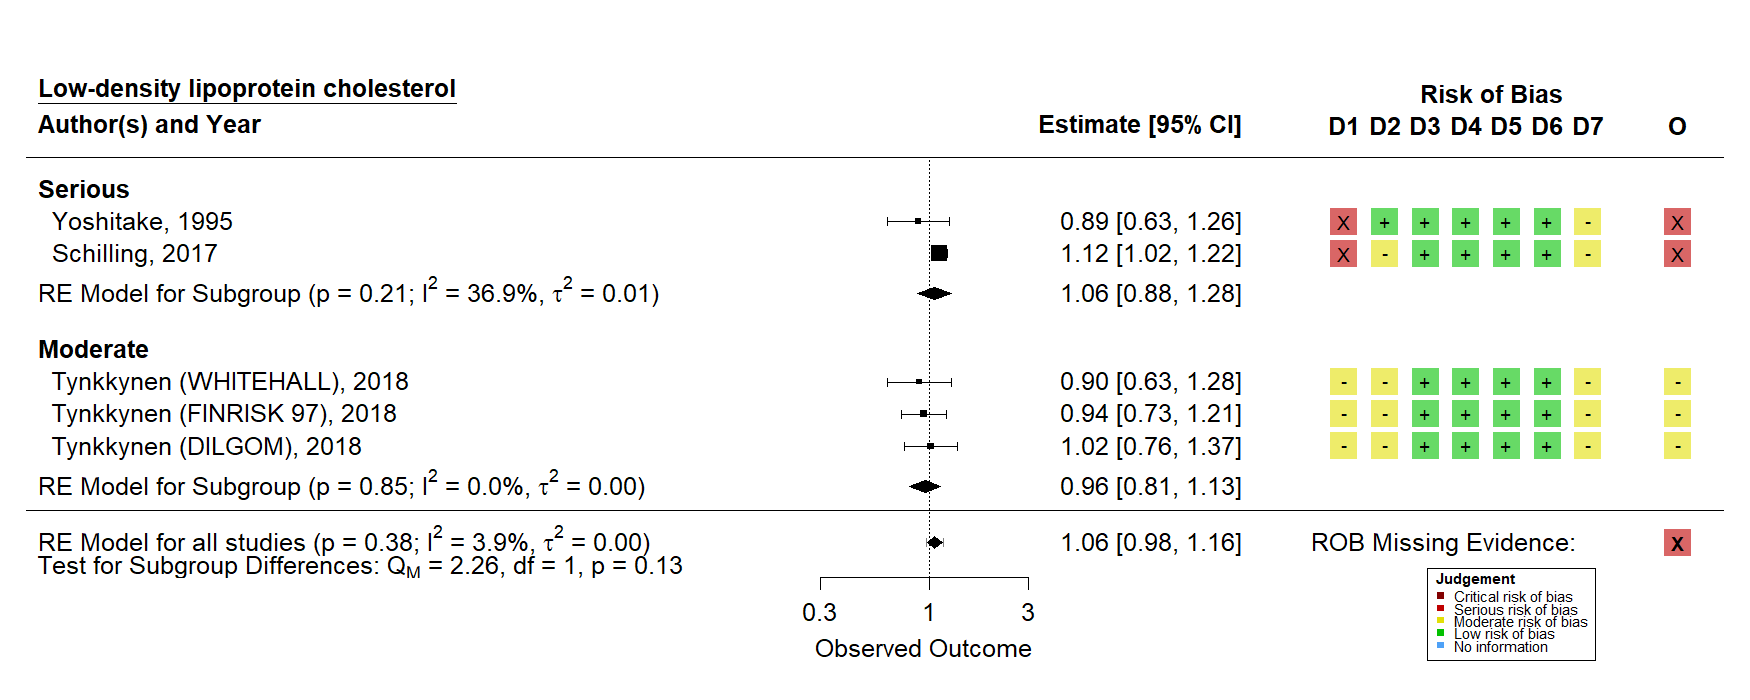 Low-density lipoprotein cholesterol
Risk of Bias
Author(s) and Year Estimate [95% CI] D1 D2 D3 D4 D5 D6 D7 O
Serious
Yoshitake, 1995 0.89 [0.63, 1.26] X + + + + + - X
Schilling, 2017 1.12 [1.02, 1.22] X - + + + + - X
RE Model for Subgroup (p = 0.21; I² = 36.9%, τ² = 0.01) 1.06 [0.88, 1.28]
Moderate
Tynkkynen (WHITEHALL), 2018 0.90 [0.63, 1.28] - - + + + + - -
Tynkkynen (FINRISK 97), 2018 0.94 [0.73, 1.21] - - + + + + - -
Tynkkynen (DILGOM), 2018 1.02 [0.76, 1.37] - - + + + + - -
RE Model for Subgroup (p = 0.85; I² = 0.0%, τ² = 0.00) 0.96 [0.81, 1.13]
RE Model for all studies (p = 0.38; I² = 3.9%, τ² = 0.00) 1.06 [0.98, 1.16] ROB Missing Evidence: X
Test for Subgroup Differences: Q_M = 2.26, df = 1, p = 0.13
0.3 1 3
Observed Outcome
Judgement
Critical risk of bias
Serious risk of bias
Moderate risk of bias
Low risk of bias
No information